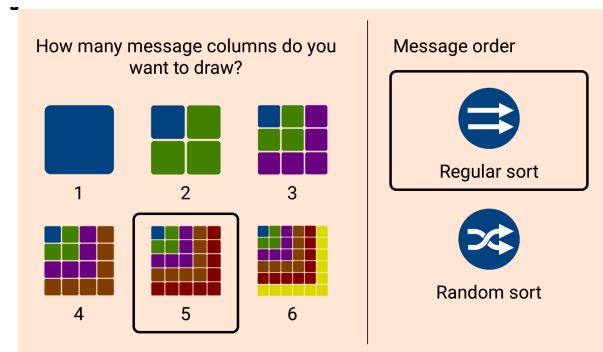 How many message columns do you
want to draw?
1
2
3
4
5
6
Message order
Regular sort
Random sort